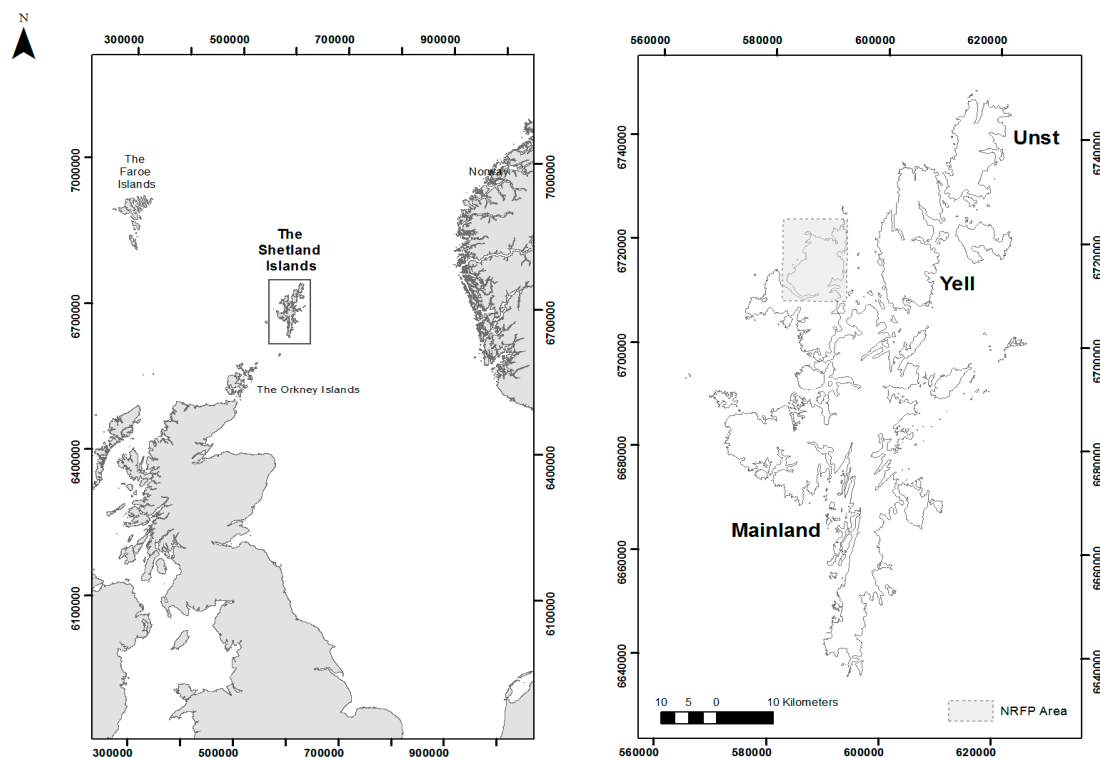 N
300000 500000 700000 900000
7000000
6700000
6400000
6100000
The
Faroe
Islands
Norway
The
Shetland
Islands
The Orkney Islands
7000000
6700000
6400000
6100000
300000 500000 700000 900000
560000 580000 600000 620000
6740000
6720000
6700000
6680000
6660000
6640000
Unst
Yell
Mainland
6740000
6720000
6700000
6680000
6660000
6640000
10 5 0 10 Kilometers
NRFP Area
560000 580000 600000 620000